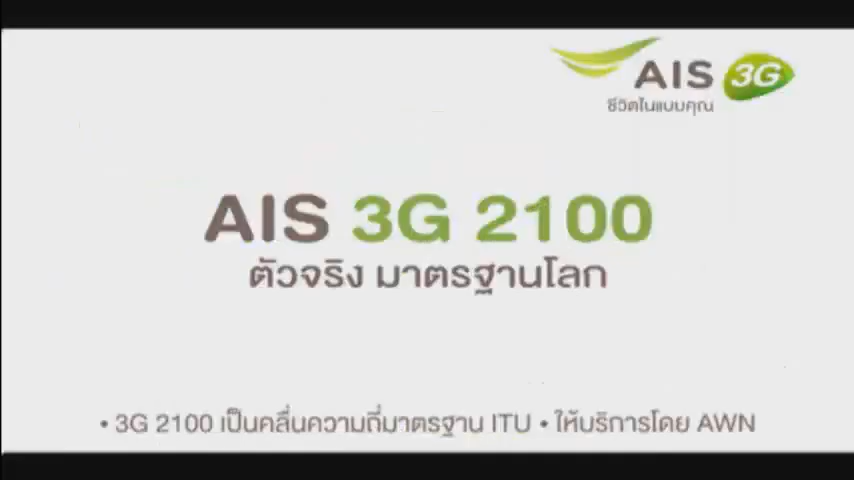 AIS 3G
ชีวิตในแบบคุณ
AIS 3G 2100
ตัวจริง มาตรฐานโลก
• 3G 2100 เป็นคลื่นความถี่มาตรฐาน ITU • ให้บริการโดย AWN